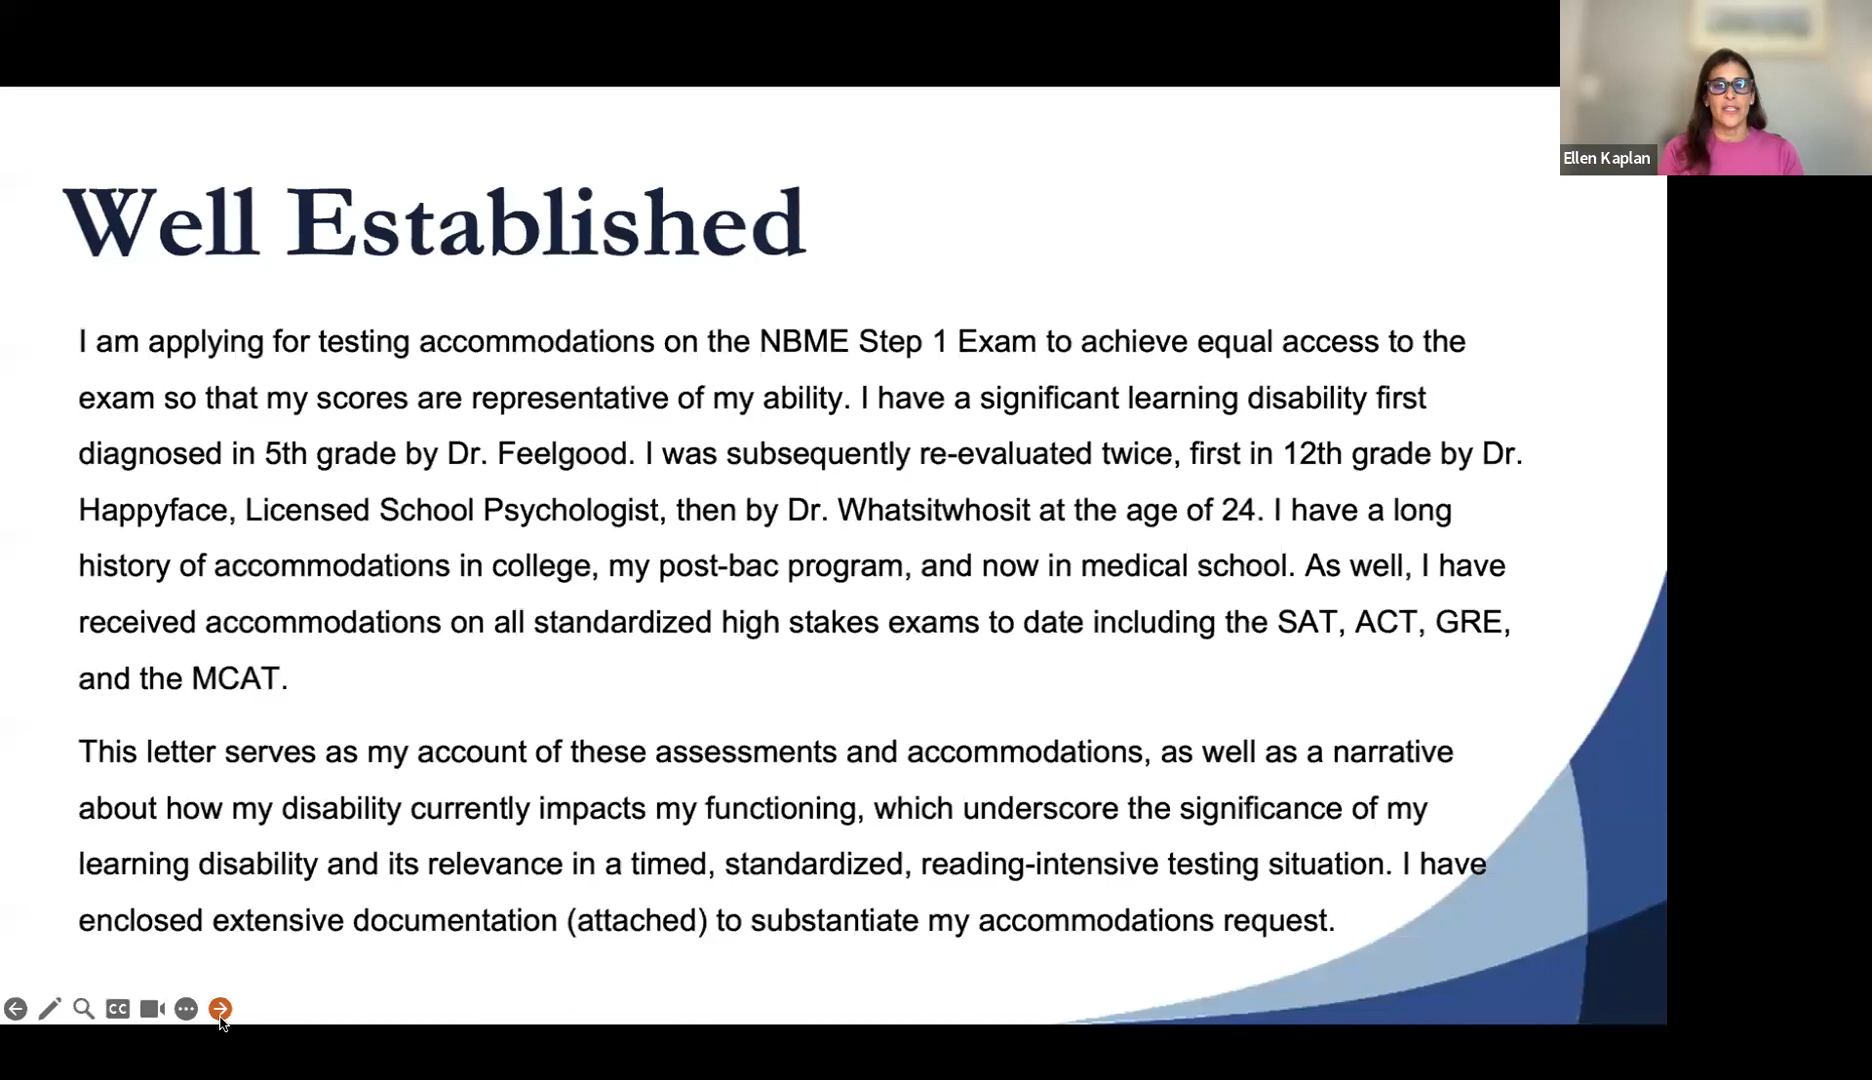 Ellen Kaplan
Well Established
I am applying for testing accommodations on the NBME Step 1 Exam to achieve equal access to the
exam so that my scores are representative of my ability. I have a significant learning disability first
diagnosed in 5th grade by Dr. Feelgood. I was subsequently re-evaluated twice, first in 12th grade by Dr.
Happyface, Licensed School Psychologist, then by Dr. Whatsitwhosit at the age of 24. I have a long
history of accommodations in college, my post-bac program, and now in medical school. As well, I have
received accommodations on all standardized high stakes exams to date including the SAT, ACT, GRE,
and the MCAT.
This letter serves as my account of these assessments and accommodations, as well as a narrative
about how my disability currently impacts my functioning, which underscore the significance of my
learning disability and its relevance in a timed, standardized, reading-intensive testing situation. I have
enclosed extensive documentation (attached) to substantiate my accommodations request.
CC